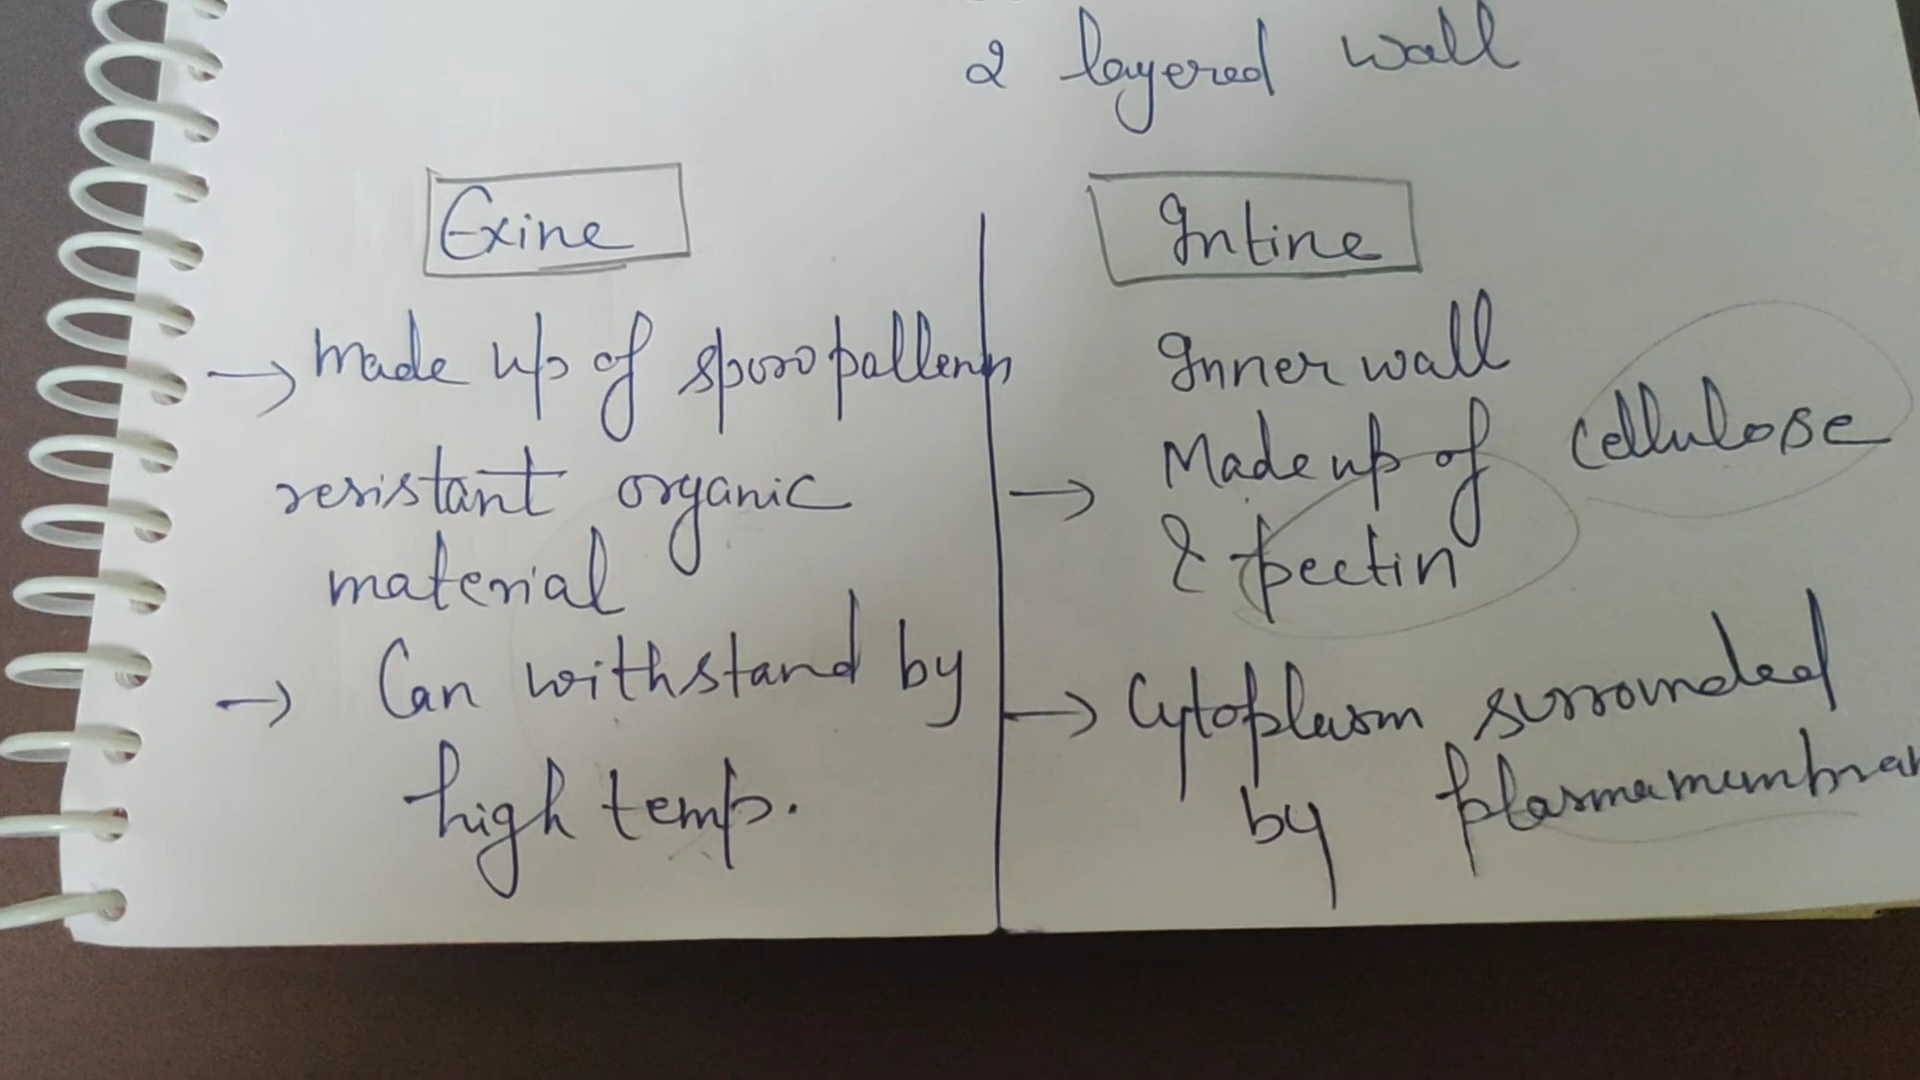 2 layered wall
Exine
→ Made up of sporopollenin
resistant organic
material
→ Can withstand by
high temp.
Intine
Inner wall
→ Made up of cellulose
& pectin
→ Cytoplasm surrounded
by plasmamumbran